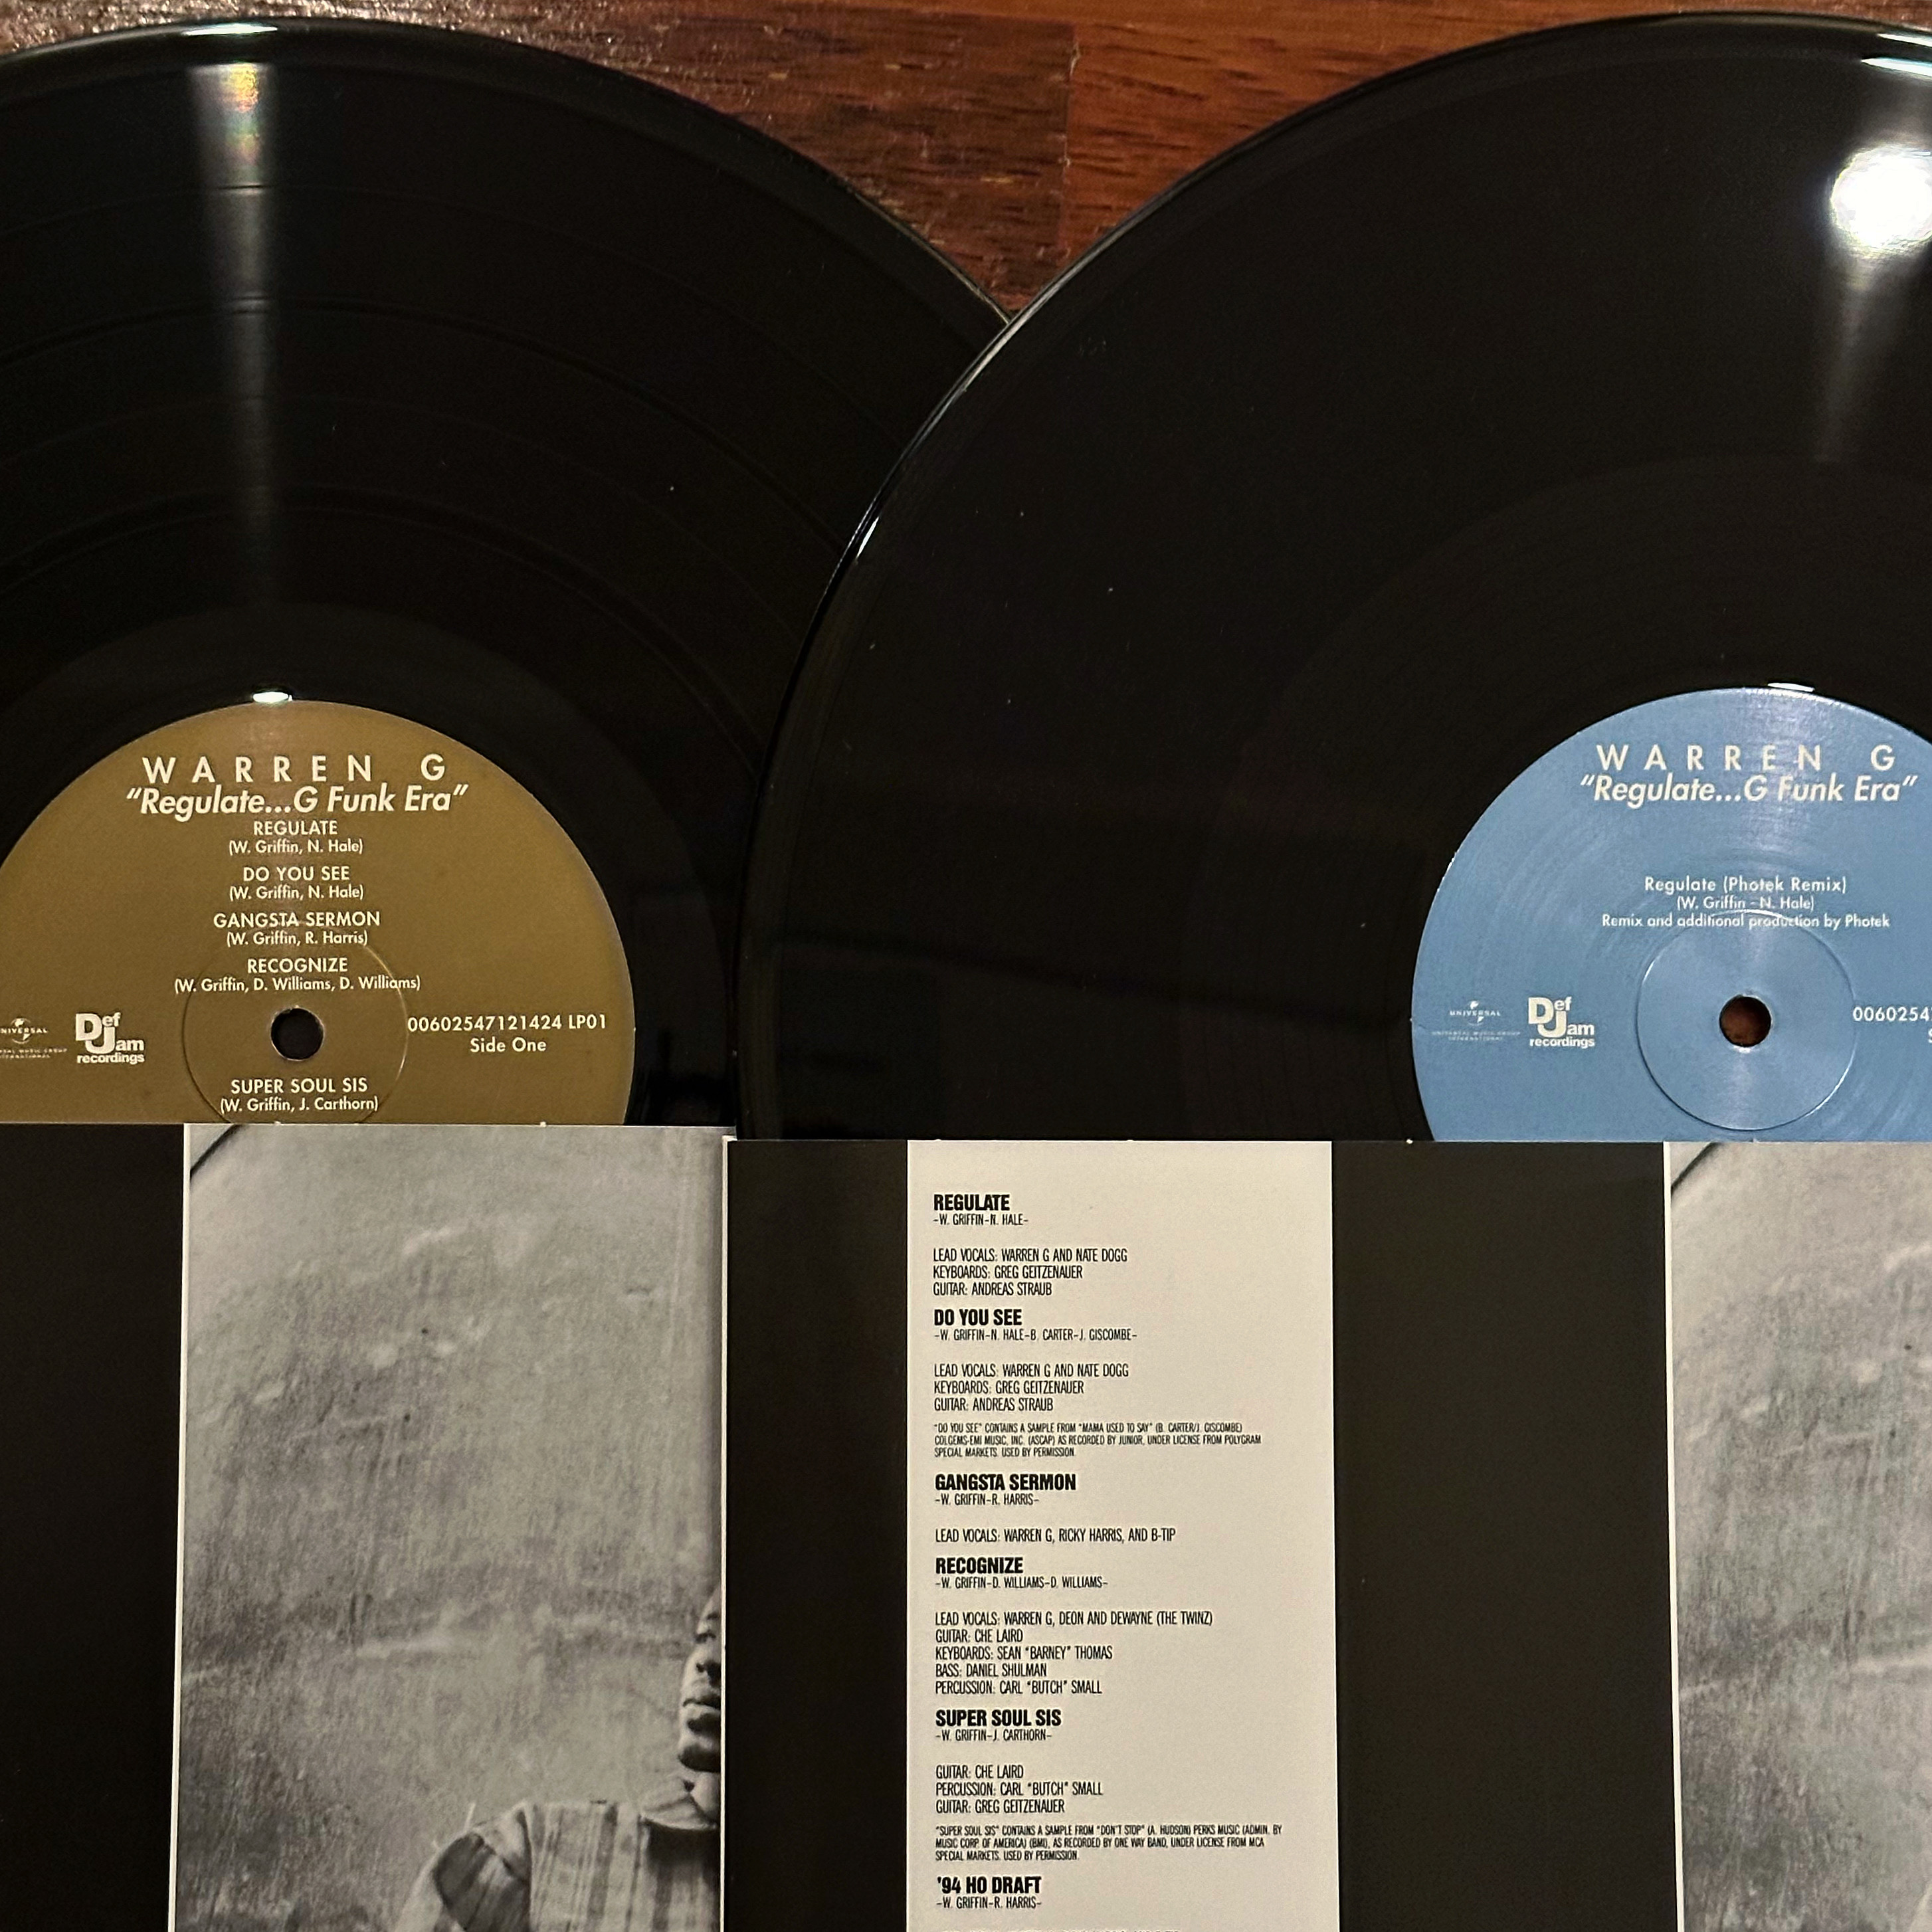 WARREN G
“Regulate...G Funk Era”
REGULATE
(W. Griffin, N. Hale)
DO YOU SEE
(W. Griffin, N. Hale)
GANGSTA SERMON
(W. Griffin, R. Harris)
RECOGNIZE
(W. Griffin, D. Williams, D. Williams)
Def
Jam
recordings
00602547121424 LP01
Side One
SUPER SOUL SIS
(W. Griffin, J. Carthorn)
WARREN G
“Regulate...G Funk Era”
Regulate (Photek Remix)
(W. Griffin - N. Hale)
Remix and additional production by Photek
UNIVERSAL
UNIVERSAL MUSIC GROUP
INTERNATIONAL
Def
Jam
recordings
REGULATE
-W. GRIFFIN-N. HALE-
LEAD VOCALS: WARREN G AND NATE DOGG
KEYBOARDS: GREG GEITZENAUER
GUITAR: ANDREAS STRAUB
DO YOU SEE
-W. GRIFFIN-N. HALE-B. CARTER-J. GISCOMBE-
LEAD VOCALS: WARREN G AND NATE DOGG
KEYBOARDS: GREG GEITZENAUER
GUITAR: ANDREAS STRAUB
"DO YOU SEE" CONTAINS A SAMPLE FROM "MAMA USED TO SAY" (B. CARTER/J. GISCOMBE)
COLGEMS-EMI MUSIC, INC. (ASCAP) AS RECORDED BY JUNIOR, UNDER LICENSE FROM POLYGRAM
SPECIAL MARKETS. USED BY PERMISSION.
GANGSTA SERMON
-W. GRIFFIN-R. HARRIS-
LEAD VOCALS: WARREN G, RICKY HARRIS, AND B-TIP
RECOGNIZE
-W. GRIFFIN-D. WILLIAMS-D. WILLIAMS-
LEAD VOCALS: WARREN G, DEON AND DEWAYNE (THE TWINZ)
GUITAR: CHE LAIRD
KEYBOARDS: SEAN "BARNEY" THOMAS
BASS: DANIEL SHULMAN
PERCUSSION: CARL "BUTCH" SMALL
SUPER SOUL SIS
-W. GRIFFIN-J. CARTHORN-
GUITAR: CHE LAIRD
PERCUSSION: CARL "BUTCH" SMALL
GUITAR: GREG GEITZENAUER
"SUPER SOUL SIS" CONTAINS A SAMPLE FROM "DON'T STOP" (A. HUDSON) PERKS MUSIC (ADMIN. BY
MUSIC CORP. OF AMERICA) (BMI), AS RECORDED BY ONE WAY BAND, UNDER LICENSE FROM MCA
SPECIAL MARKETS. USED BY PERMISSION.
'94 HO DRAFT
-W. GRIFFIN-R. HARRIS-